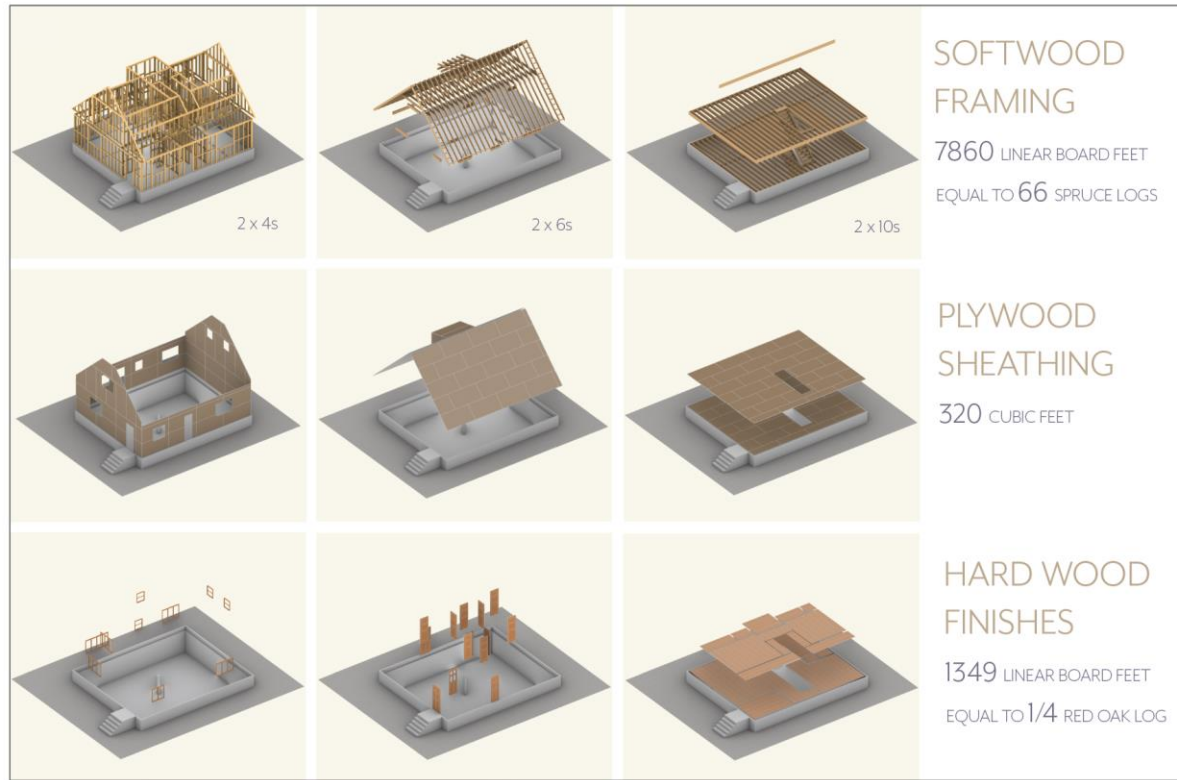 SOFTWOOD
FRAMING
7860 LINEAR BOARD FEET
EQUAL TO 66 SPRUCE LOGS
2 x 4s
2 x 6s
2 x 10s
PLYWOOD
SHEATHING
320 CUBIC FEET
HARD WOOD
FINISHES
1349 LINEAR BOARD FEET
EQUAL TO 1/4 RED OAK LOG